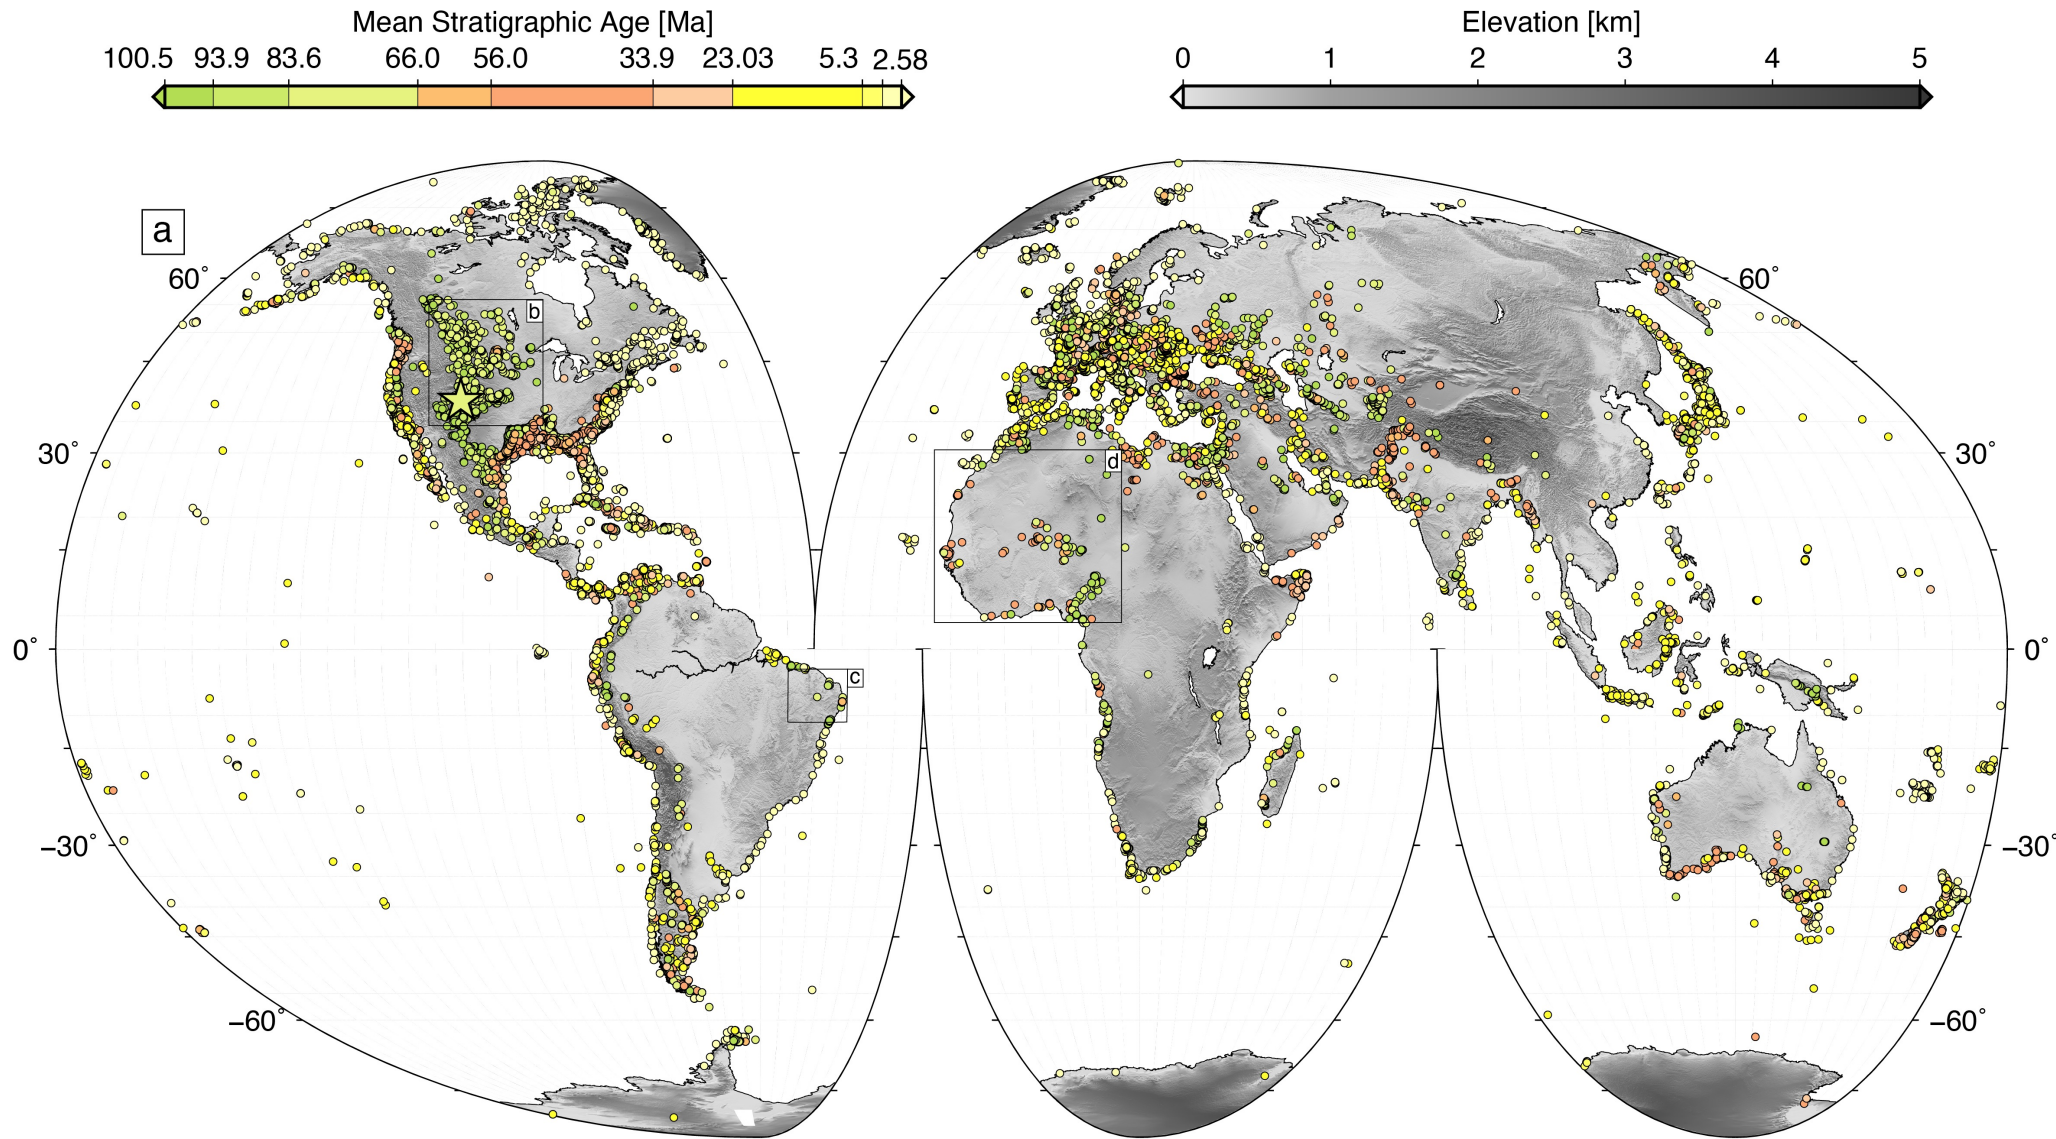 Mean Stratigraphic Age [Ma]
100.5 93.9 83.6 66.0 56.0 33.9 23.03 5.3 2.58
Elevation [km]
0 1 2 3 4 5
a
60° 60°
b
30° 30°
d
0° 0°
c
−30° −30°
−60° −60°